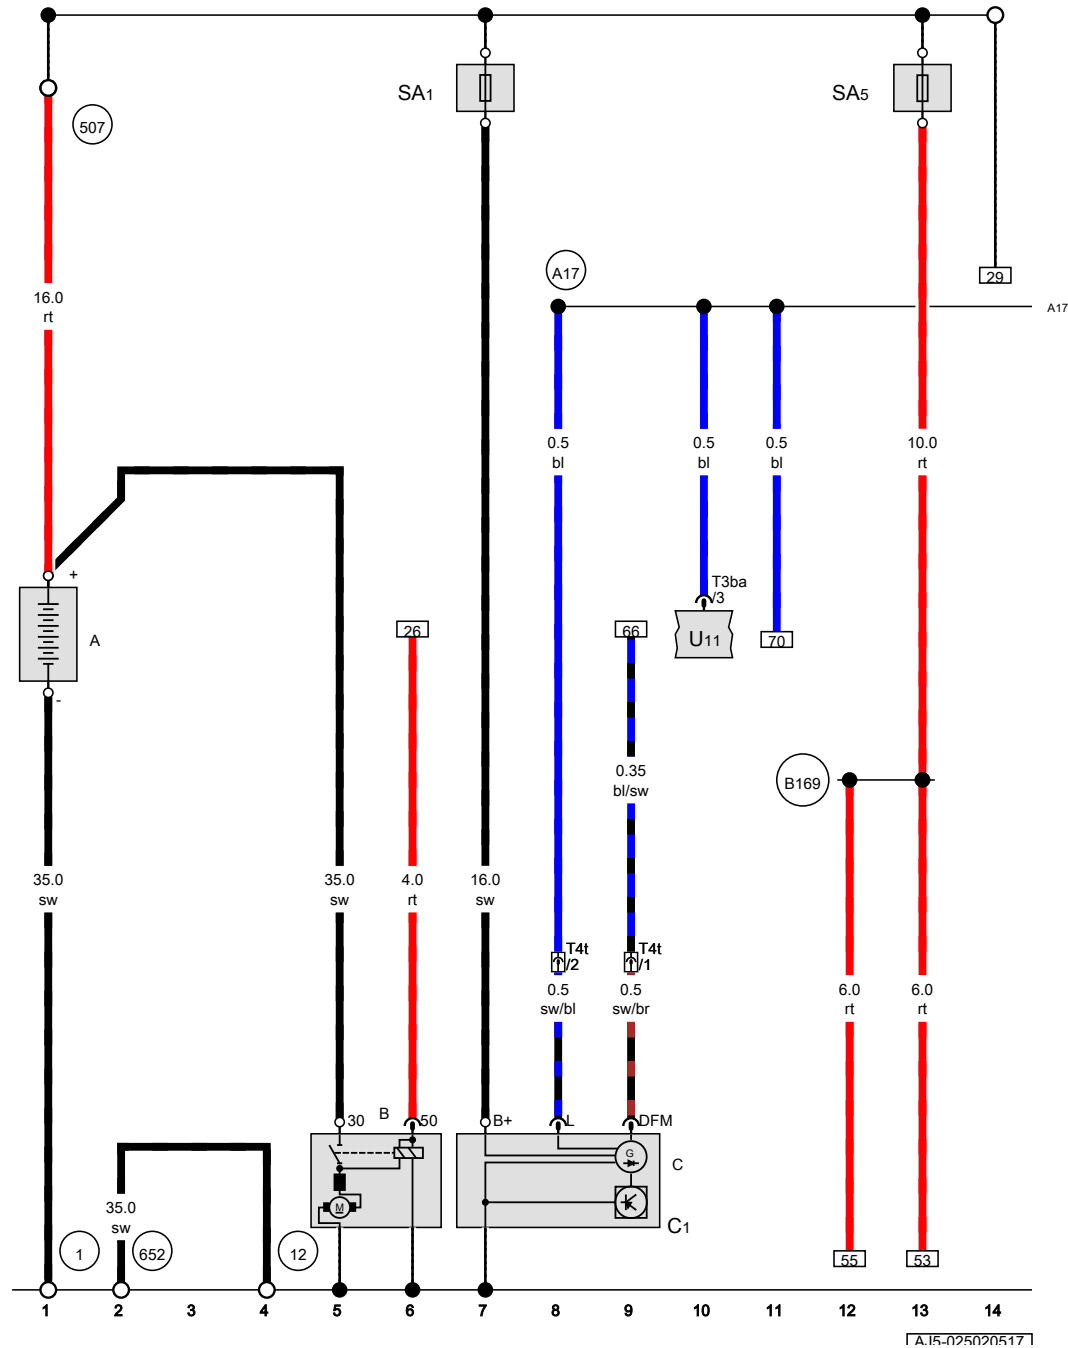 SA1
SA5
507
A17
29
A17
16.0
rt
0.5
bl
0.5
bl
0.5
bl
10.0
rt
+
A
-
T3ba
/3
26
66
U11
70
0.35
bl/sw
B169
35.0
sw
35.0
sw
4.0
rt
16.0
sw
T4t
/2
T4t
/1
0.5
sw/bl
0.5
sw/br
6.0
rt
6.0
rt
30
B
50
B+
L
DFM
G
C
M
C1
35.0
sw
1
652
12
55
53
1 2 3 4 5 6 7 8 9 10 11 12 13 14
AJ5-025020517